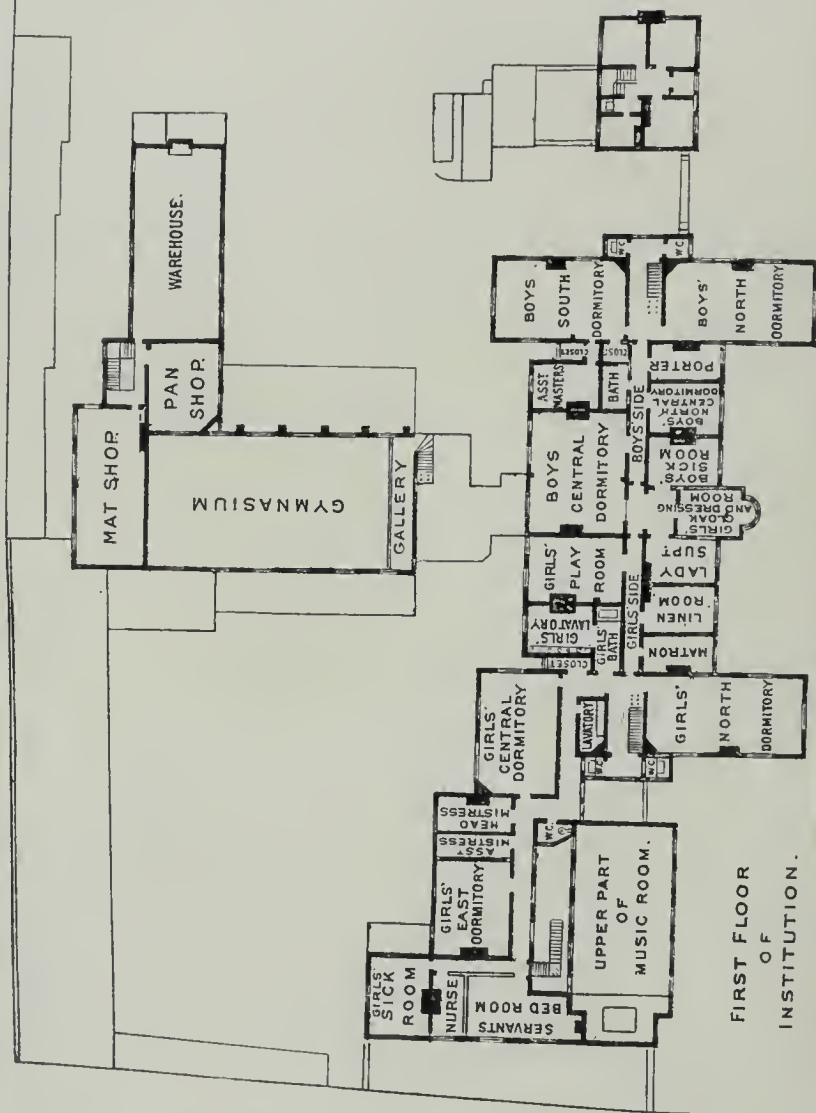 WAREHOUSE.
PAN
SHOP.
MAT SHOP.
GYMNASIUM
GALLERY
BOYS
SOUTH
DORMITORY
W.C.
W.C.
BOYS'
NORTH
DORMITORY
CLOSET
CLOSET
ASST
MASTERS
BATH
PORTER
BOYS'
NORTH
CENTRAL
DORMITORY
BOYS SIDE
BOYS
CENTRAL
DORMITORY
BOYS'
SICK
ROOM
GIRLS'
CLOAK
AND DRESSING
ROOM
GIRLS'
PLAY
ROOM
GIRLS' SIDE
LADY
SUPT
LINEN
ROOM
MATRON
GIRLS'
LAVATORY
GIRLS'
BATH
CLOSET
GIRLS'
CENTRAL
DORMITORY
LAVATORY
W.C.
W.C.
GIRLS'
NORTH
DORMITORY
HEAD
MISTRESS
ASST
MISTRESS
W.C.
GIRLS'
EAST
DORMITORY
UPPER PART
OF
MUSIC ROOM.
GIRLS'
SICK
ROOM
NURSE
SERVANTS
BED ROOM
FIRST FLOOR
OF
INSTITUTION.